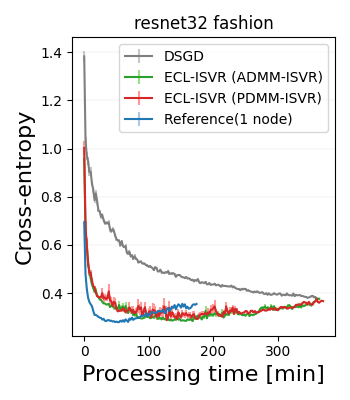 resnet32 fashion
DSGD
ECL-ISVR (ADMM-ISVR)
ECL-ISVR (PDMM-ISVR)
Reference(1 node)
Cross-entropy
1.4
1.2
1.0
0.8
0.6
0.4
0
100
200
300
Processing time [min]